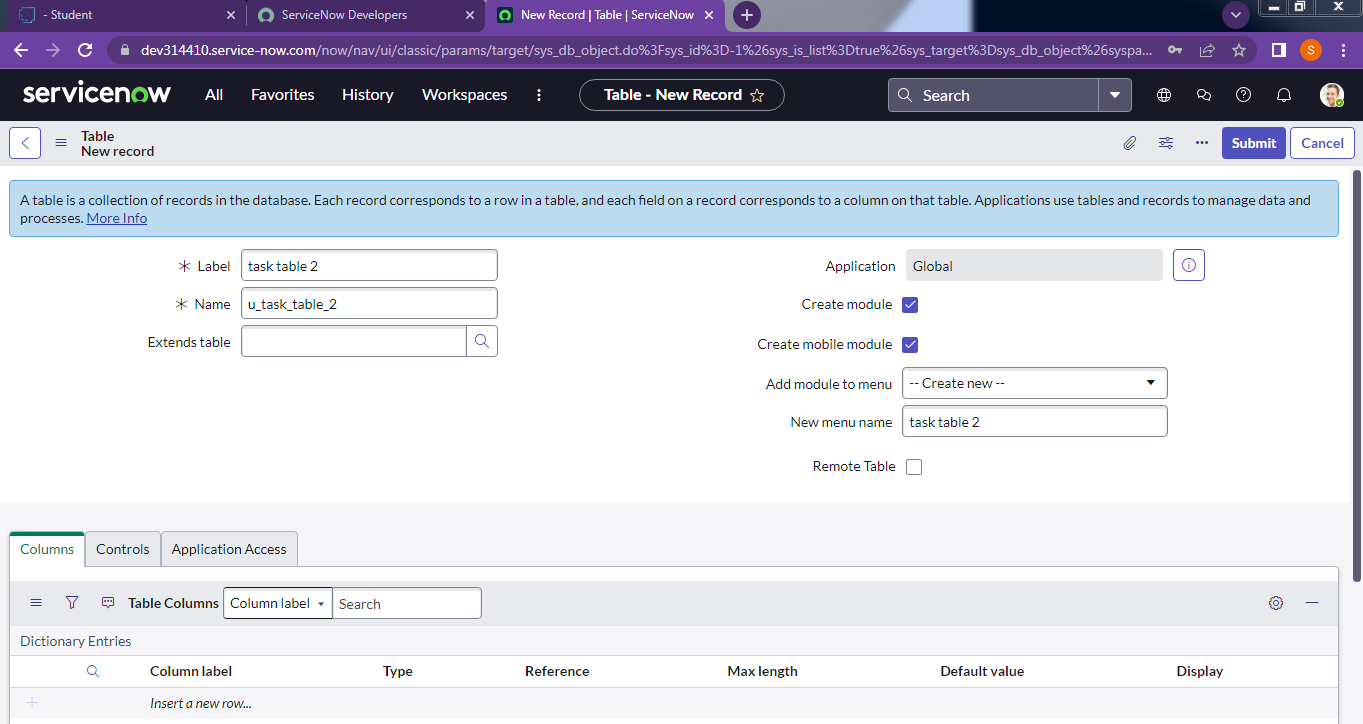 - Student
ServiceNow Developers
New Record | Table | ServiceNow
dev314410.service-now.com/now/nav/ui/classic/params/target/sys_db_object.do%3Fsys_id%3D-1%26sys_is_list%3Dtrue%26sys_target%3Dsys_db_object%26syspa...
S
servicenow All Favorites History Workspaces Table - New Record Search
Table
New record
Submit Cancel
A table is a collection of records in the database. Each record corresponds to a row in a table, and each field on a record corresponds to a column on that table. Applications use tables and records to manage data and
processes. More Info
Label task table 2
Name u_task_table_2
Extends table
Application Global
Create module
Create mobile module
Add module to menu -- Create new --
New menu name task table 2
Remote Table
Columns Controls Application Access
Table Columns Column label Search
Dictionary Entries
Column label Type Reference Max length Default value Display
Insert a new row...